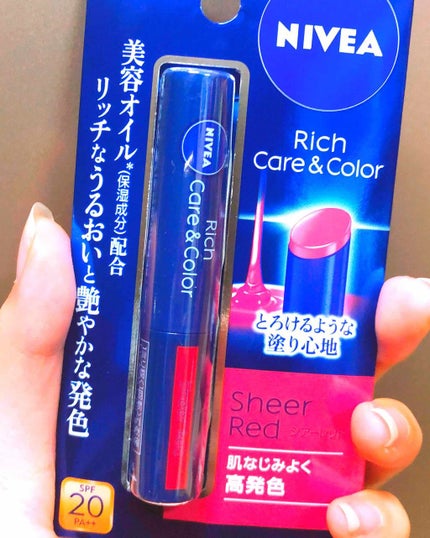 NIVEA
Rich
Care & Color
美容オイル*(保湿成分)配合
リッチなうるおいと艶やかな発色
NIVEA
Rich
Care & Color
とろけるような
塗り心地
Sheer
Red シアーレッド
肌なじみよく
高発色
SPF
20
PA++